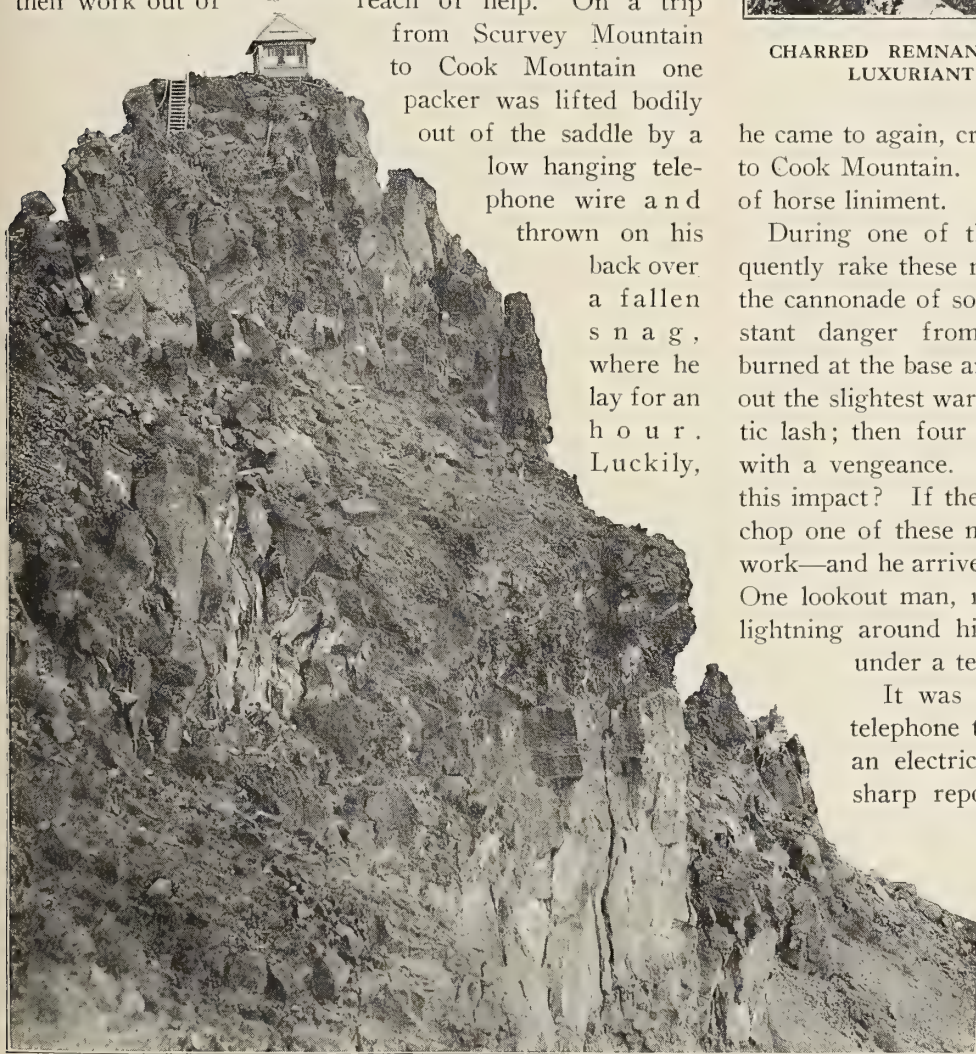 their work out of
reach of help. On a trip
from Scurvey Mountain
to Cook Mountain one
packer was lifted bodily
out of the saddle by a
low hanging tele-
phone wire and
thrown on his
back over
a fallen
snag,
where he
lay for an
hour.
Luckily,
CHARRED REMNAN
LUXURIANT
he came to again, cr
to Cook Mountain.
of horse liniment.
During one of t
quently rake these
the cannonade of so
stant danger from
burned at the base a
out the slightest war
tic lash; then four
with a vengeance.
this impact? If the
chop one of these
work—and he arrive
One lookout man,
lightning around hi
under a te
It was
telephone t
an electric
sharp repo